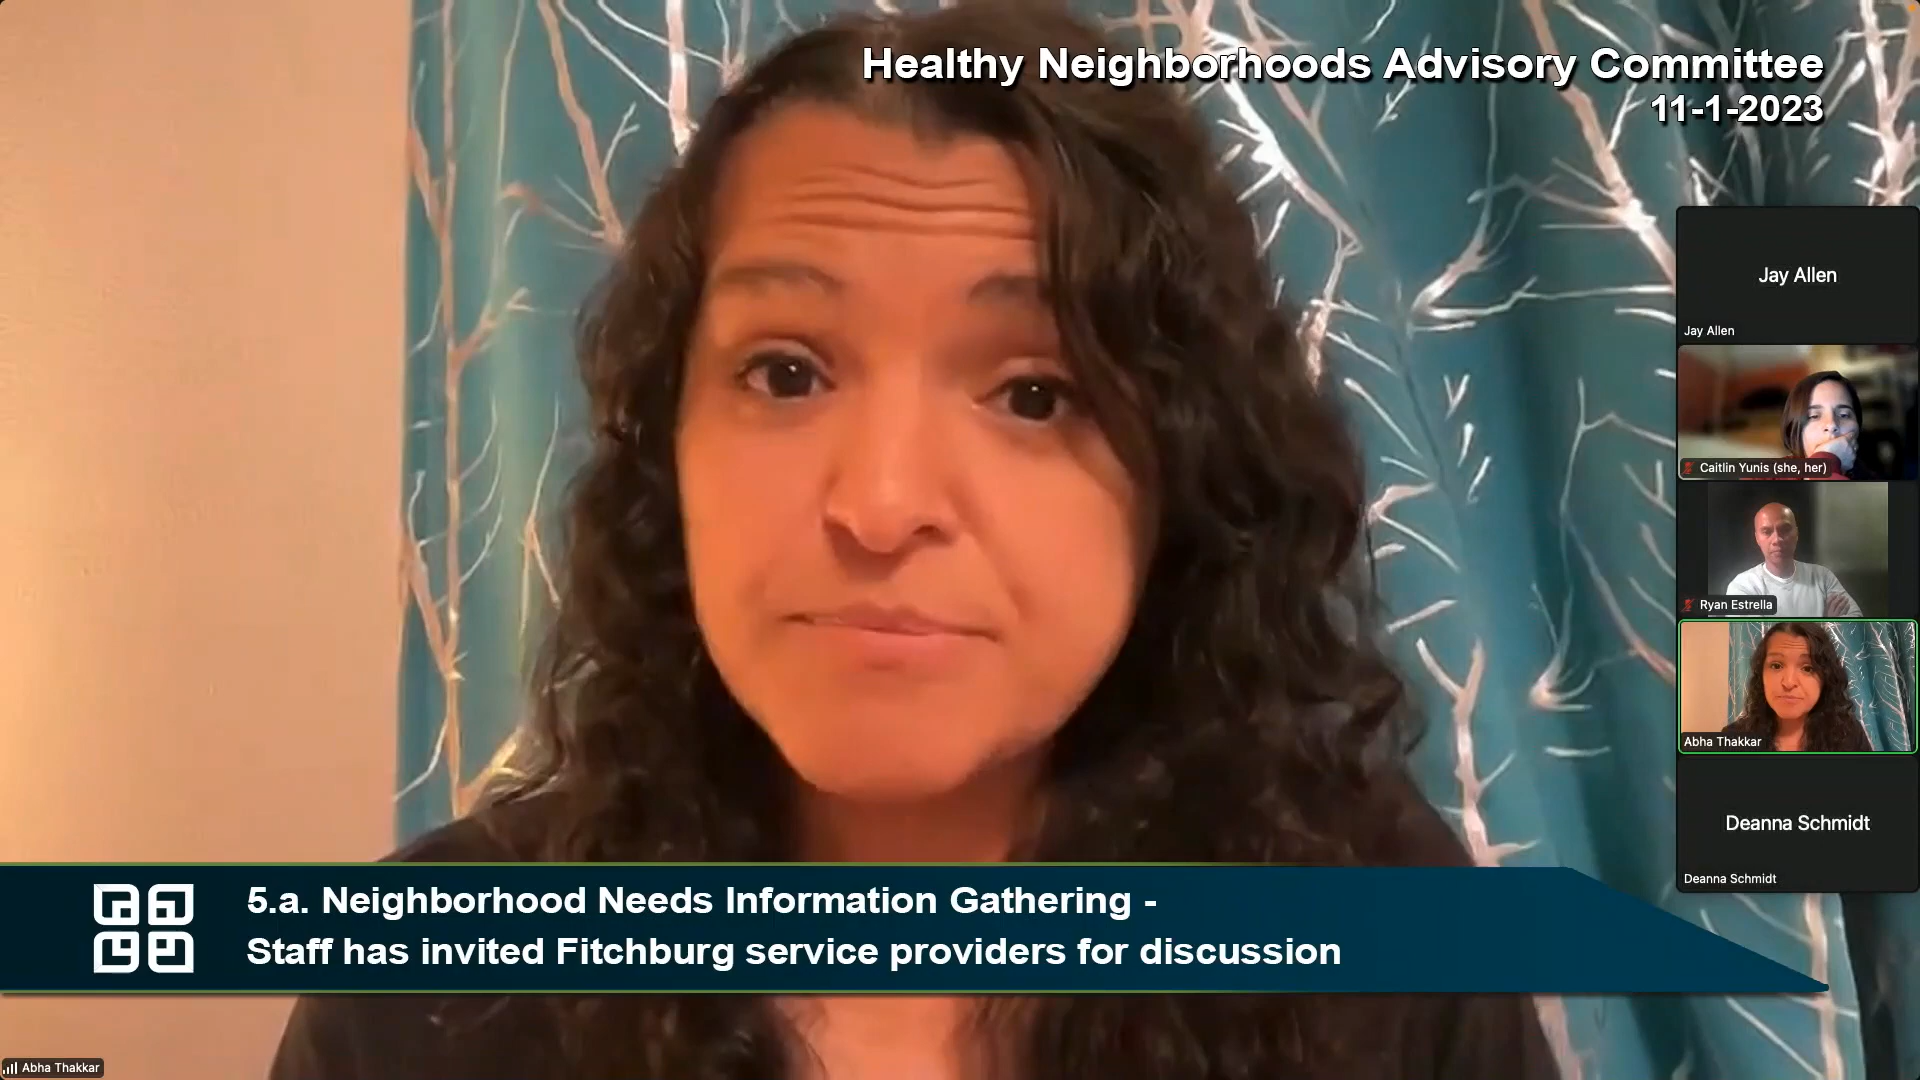 Healthy Neighborhoods Advisory Committee
11-1-2023
Jay Allen
Jay Allen
Caitlin Yunis (she, her)
Ryan Estrella
Abha Thakkar
Deanna Schmidt
Deanna Schmidt
5.a. Neighborhood Needs Information Gathering -
Staff has invited Fitchburg service providers for discussion
Abha Thakkar